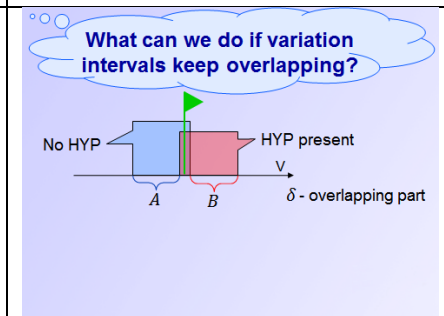 What can we do if variation
intervals keep overlapping?
No HYP
HYP present
V
A
B
δ - overlapping part